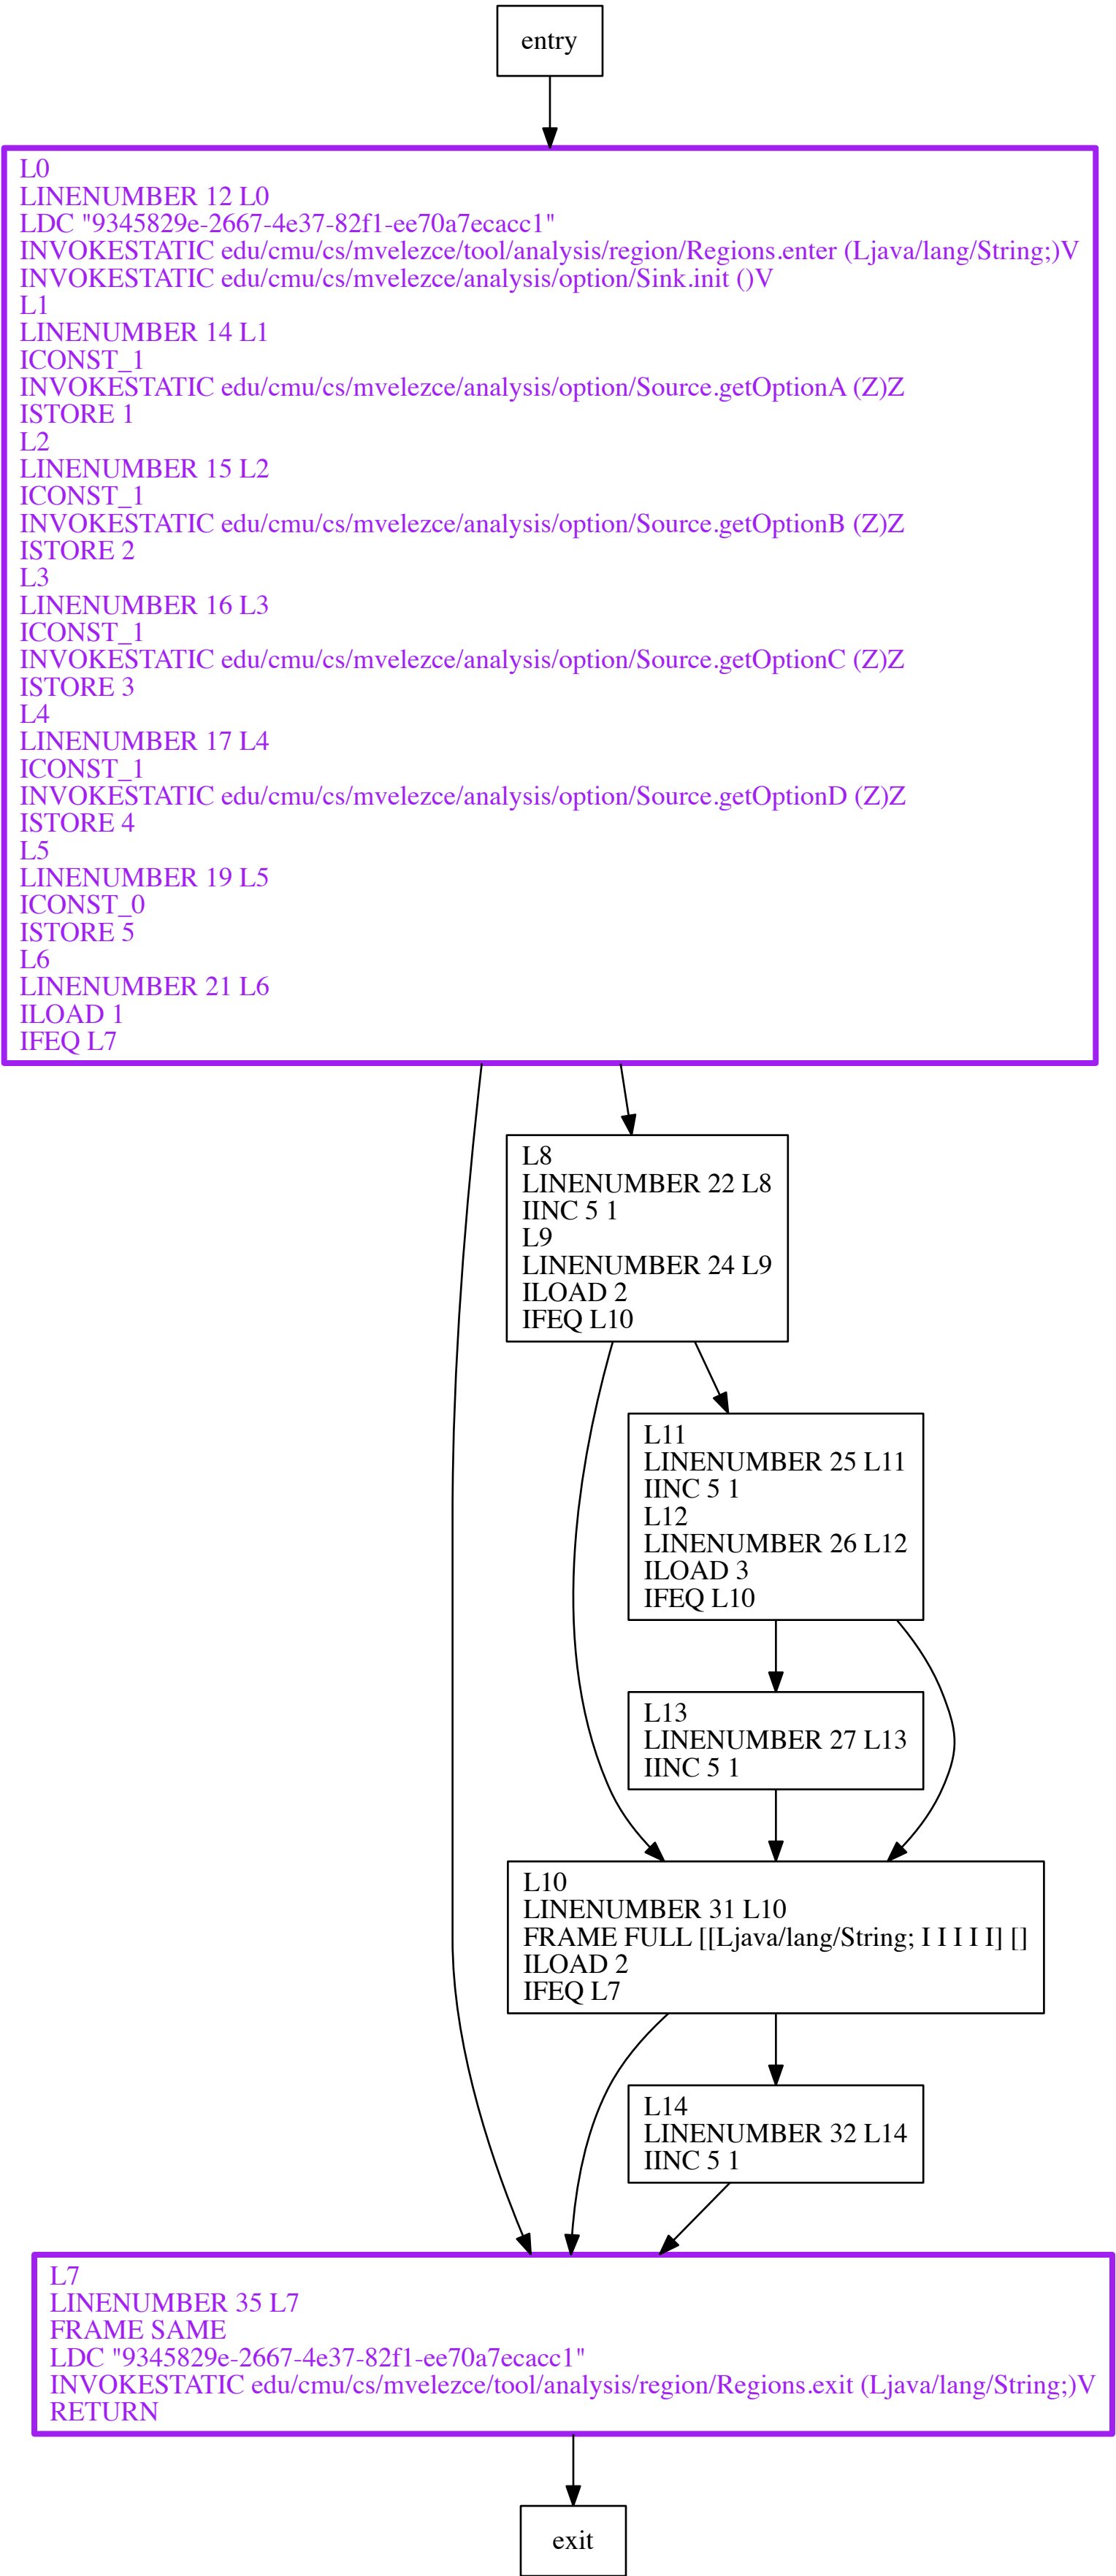 entry
L0
LINENUMBER 12 L0
LDC "9345829e-2667-4e37-82f1-ee70a7ecacc1"
INVOKESTATIC edu/cmu/cs/mvelezce/tool/analysis/region/Regions.enter (Ljava/lang/String;)V
INVOKESTATIC edu/cmu/cs/mvelezce/analysis/option/Sink.init ()V
L1
LINENUMBER 14 L1
ICONST_1
INVOKESTATIC edu/cmu/cs/mvelezce/analysis/option/Source.getOptionA (Z)Z
ISTORE 1
L2
LINENUMBER 15 L2
ICONST_1
INVOKESTATIC edu/cmu/cs/mvelezce/analysis/option/Source.getOptionB (Z)Z
ISTORE 2
L3
LINENUMBER 16 L3
ICONST_1
INVOKESTATIC edu/cmu/cs/mvelezce/analysis/option/Source.getOptionC (Z)Z
ISTORE 3
L4
LINENUMBER 17 L4
ICONST_1
INVOKESTATIC edu/cmu/cs/mvelezce/analysis/option/Source.getOptionD (Z)Z
ISTORE 4
L5
LINENUMBER 19 L5
ICONST_0
ISTORE 5
L6
LINENUMBER 21 L6
ILOAD 1
IFEQ L7
L8
LINENUMBER 22 L8
IINC 5 1
L9
LINENUMBER 24 L9
ILOAD 2
IFEQ L10
L11
LINENUMBER 25 L11
IINC 5 1
L12
LINENUMBER 26 L12
ILOAD 3
IFEQ L10
L13
LINENUMBER 27 L13
IINC 5 1
L10
LINENUMBER 31 L10
FRAME FULL [[Ljava/lang/String; I I I I I] []
ILOAD 2
IFEQ L7
L14
LINENUMBER 32 L14
IINC 5 1
L7
LINENUMBER 35 L7
FRAME SAME
LDC "9345829e-2667-4e37-82f1-ee70a7ecacc1"
INVOKESTATIC edu/cmu/cs/mvelezce/tool/analysis/region/Regions.exit (Ljava/lang/String;)V
RETURN
exit